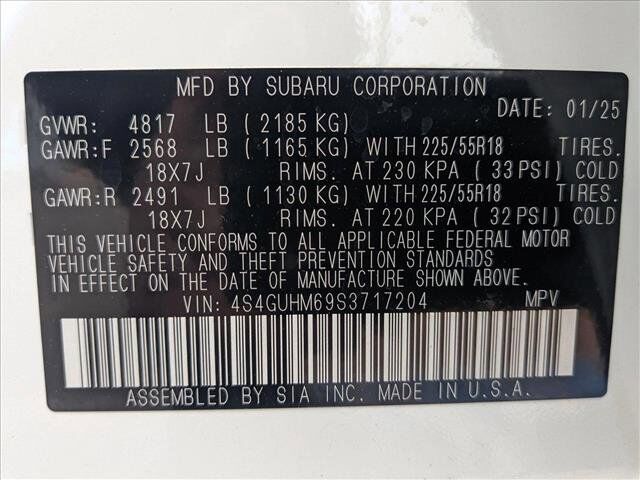 MFD BY SUBARU CORPORATION
DATE: 01/25
GVWR: 4817 LB ( 2185 KG)
GAWR:F 2568 LB ( 1165 KG) WITH 225/55R18 TIRES.
18X7J RIMS. AT 230 KPA ( 33 PSI) COLD
GAWR:R 2491 LB ( 1130 KG) WITH 225/55R18 TIRES.
18X7J RIMS. AT 220 KPA ( 32 PSI) COLD
THIS VEHICLE CONFORMS TO ALL APPLICABLE FEDERAL MOTOR
VEHICLE SAFETY AND THEFT PREVENTION STANDARDS
IN EFFECT ON THE DATE OF MANUFACTURE SHOWN ABOVE.
VIN: 4S4GUHM69S3717204 MPV
ASSEMBLED BY SIA INC. MADE IN U.S.A.